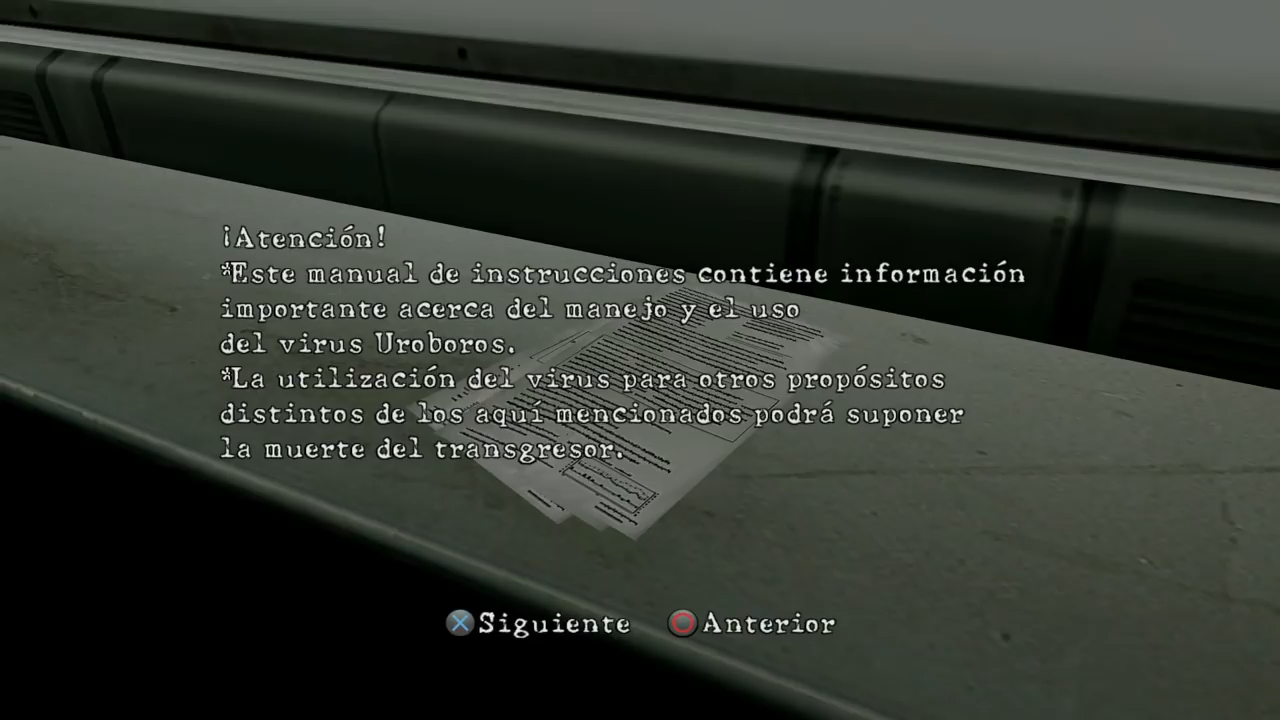 ¡Atención!
*Este manual de instrucciones contiene información
importante acerca del manejo y el uso
del virus Uroboros.
*La utilización del virus para otros propósitos
distintos de los aquí mencionados podrá suponer
la muerte del transgresor.
Siguiente Anterior